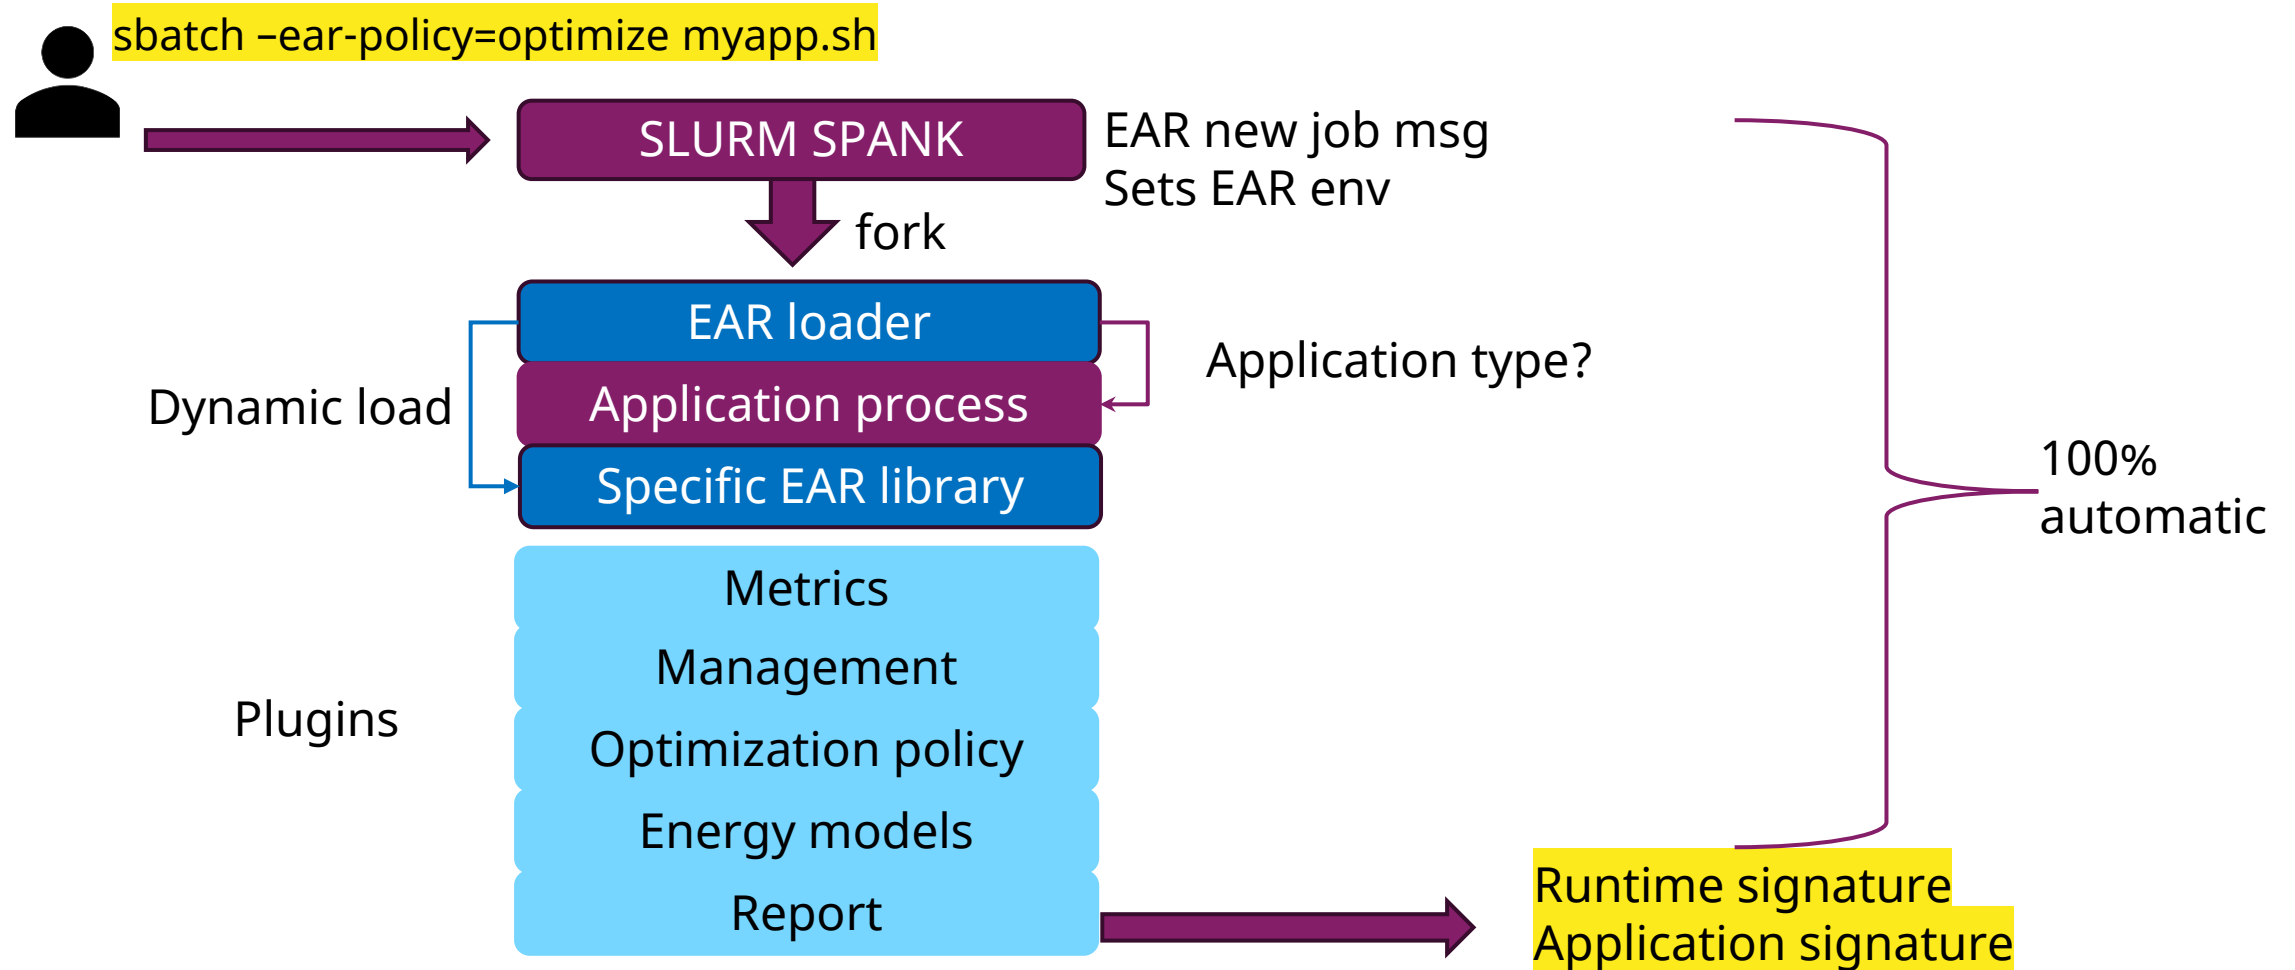 sbatch –ear-policy=optimize myapp.sh
SLURM SPANK
EAR new job msg
Sets EAR env
fork
EAR loader
Application type?
Dynamic load
Application process
Specific EAR library
100%
automatic
Metrics
Management
Plugins
Optimization policy
Energy models
Report
Runtime signature
Application signature